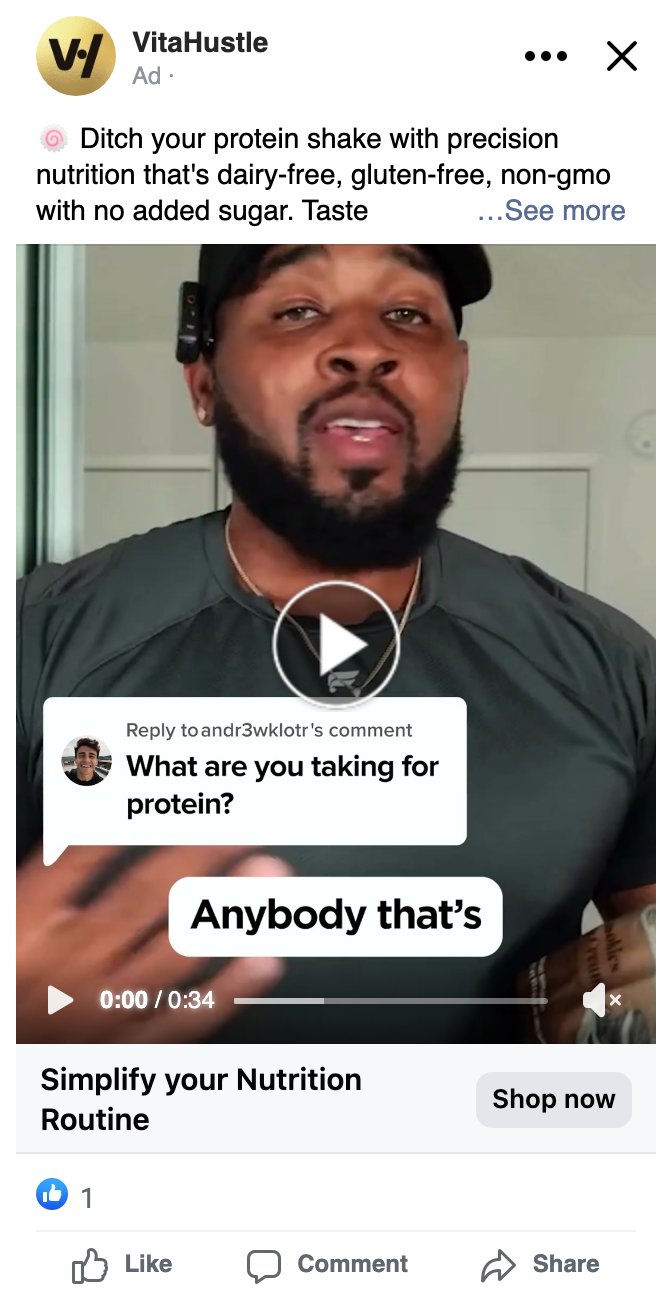 VitaHustle
Ad ·
🍥 Ditch your protein shake with precision
nutrition that's dairy-free, gluten-free, non-gmo
with no added sugar. Taste ...See more
Reply to andr3wklotr's comment
What are you taking for
protein?
Anybody that's
0:00 / 0:34
Simplify your Nutrition
Routine
Shop now
1
Like
Comment
Share